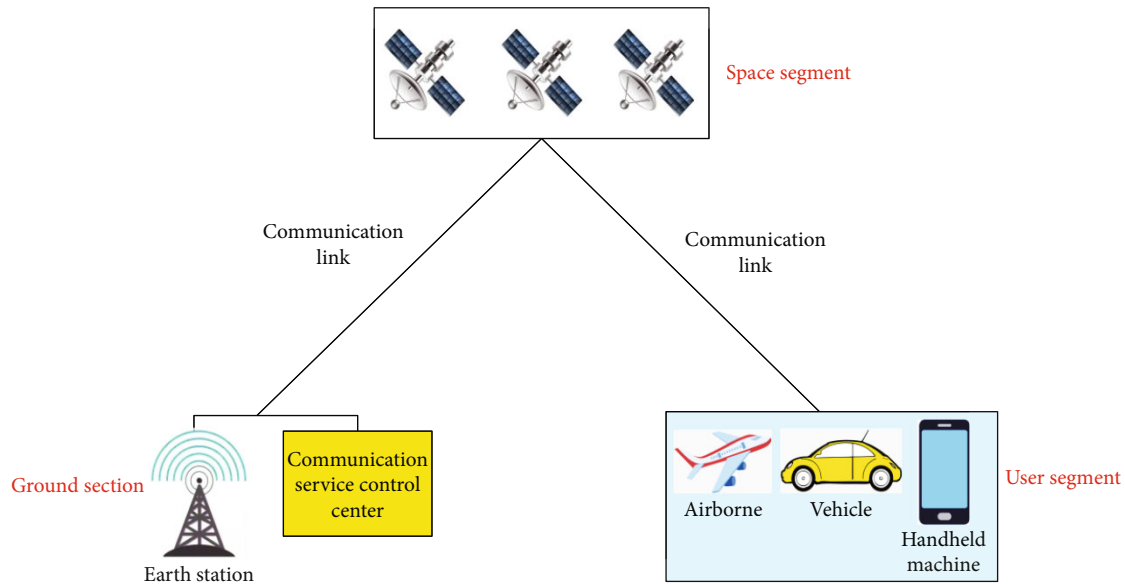 Space segment
Communication
link
Communication
link
Ground section
Communication
service control
center
Earth station
Airborne
Vehicle
Handheld
machine
User segment